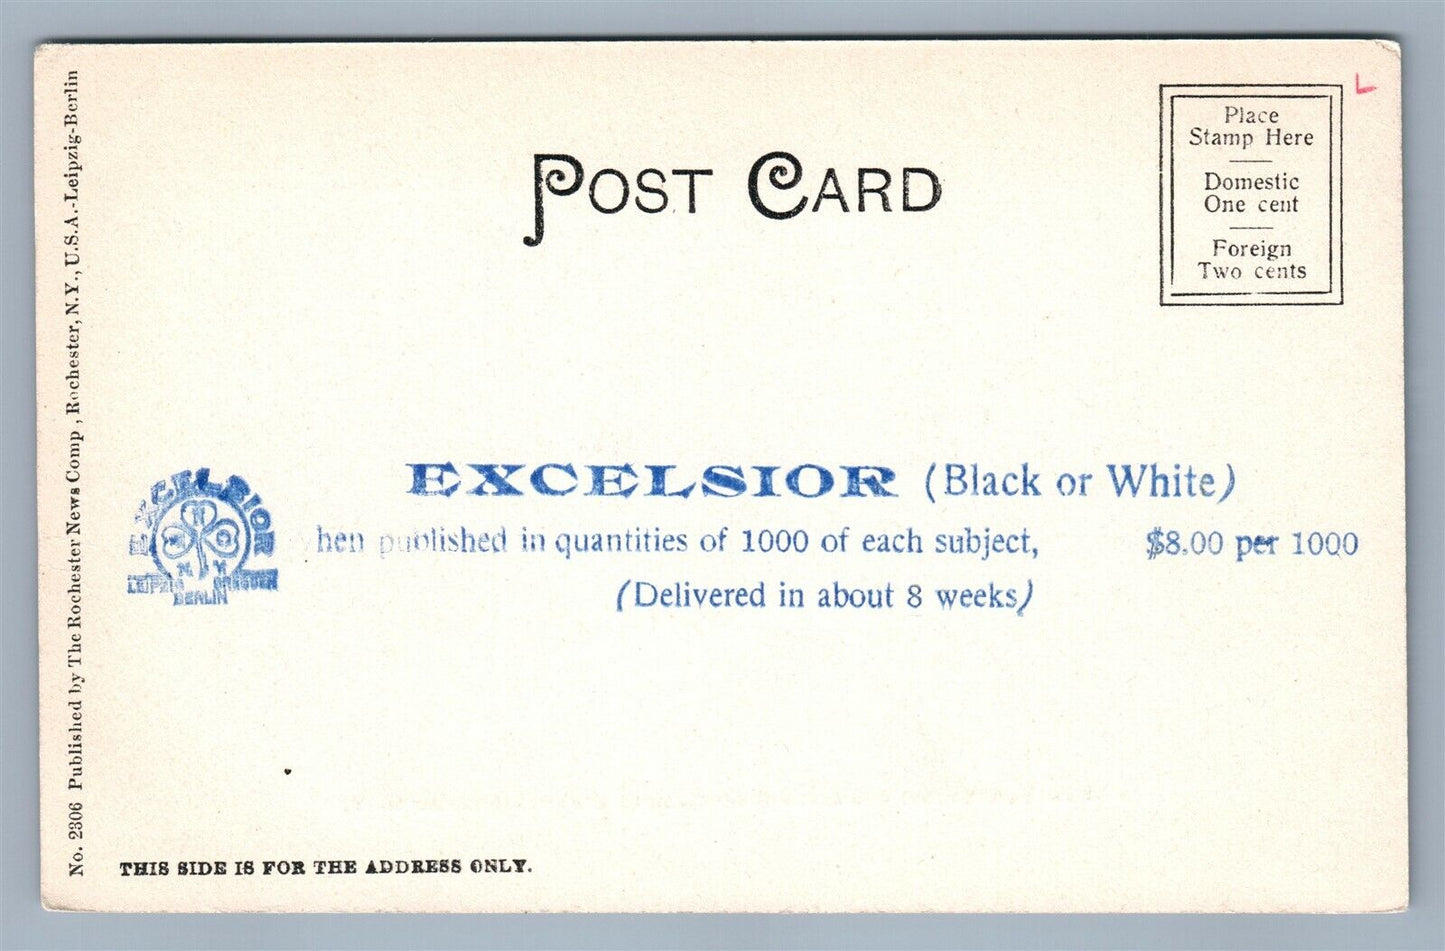 No. 2306 Published by The Rochester News Comp, Rochester, N.Y., U.S.A.-Leipzig-Berlin
POST CARD
Place
Stamp Here
Domestic
One cent
Foreign
Two cents
EXCELSIOR
N
N
Y
LEIPZIG DRESDEN
BERLIN
EXCELSIOR (Black or White)
hen published in quantities of 1000 of each subject, $8.00 per 1000
(Delivered in about 8 weeks)
THIS SIDE IS FOR THE ADDRESS ONLY.